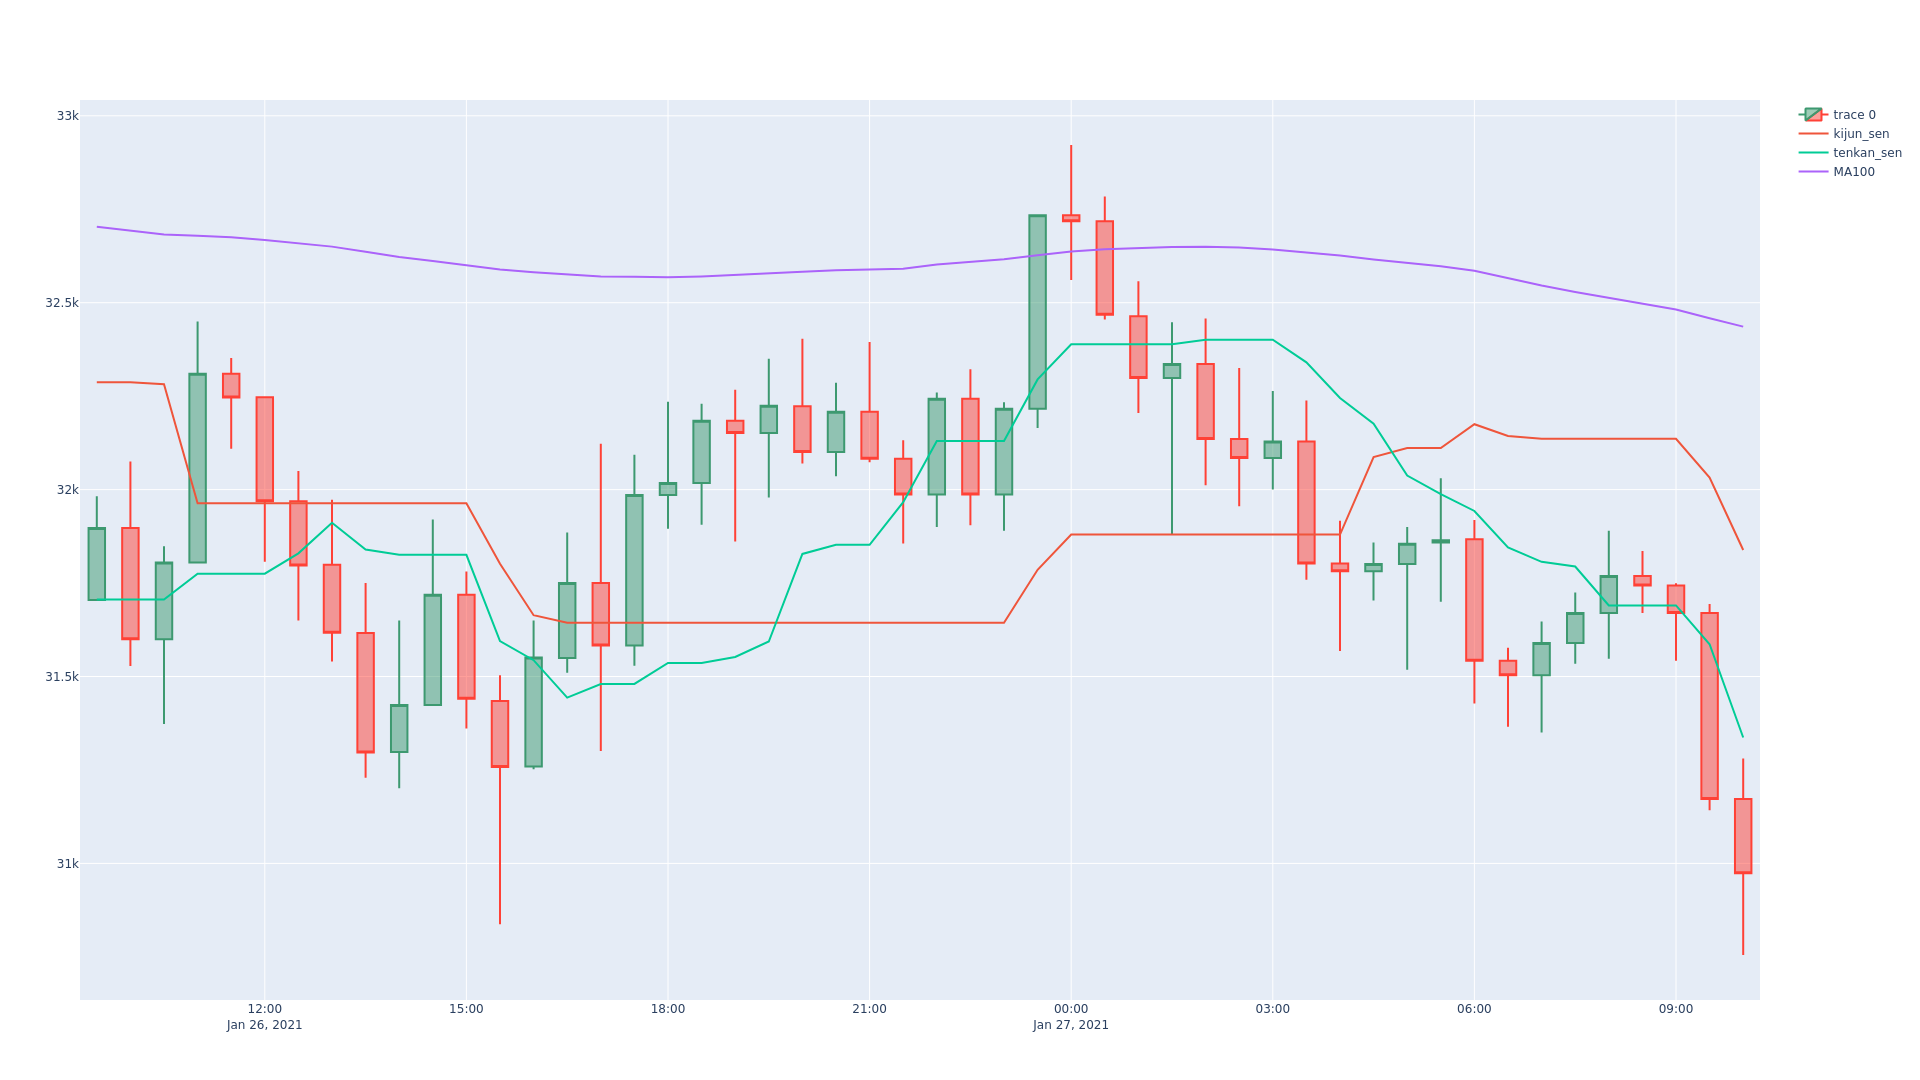 33k
32.5k
32k
31.5k
31k
12:00
Jan 26, 2021
15:00
18:00
21:00
00:00
Jan 27, 2021
03:00
06:00
09:00
trace 0
kijun_sen
tenkan_sen
MA100